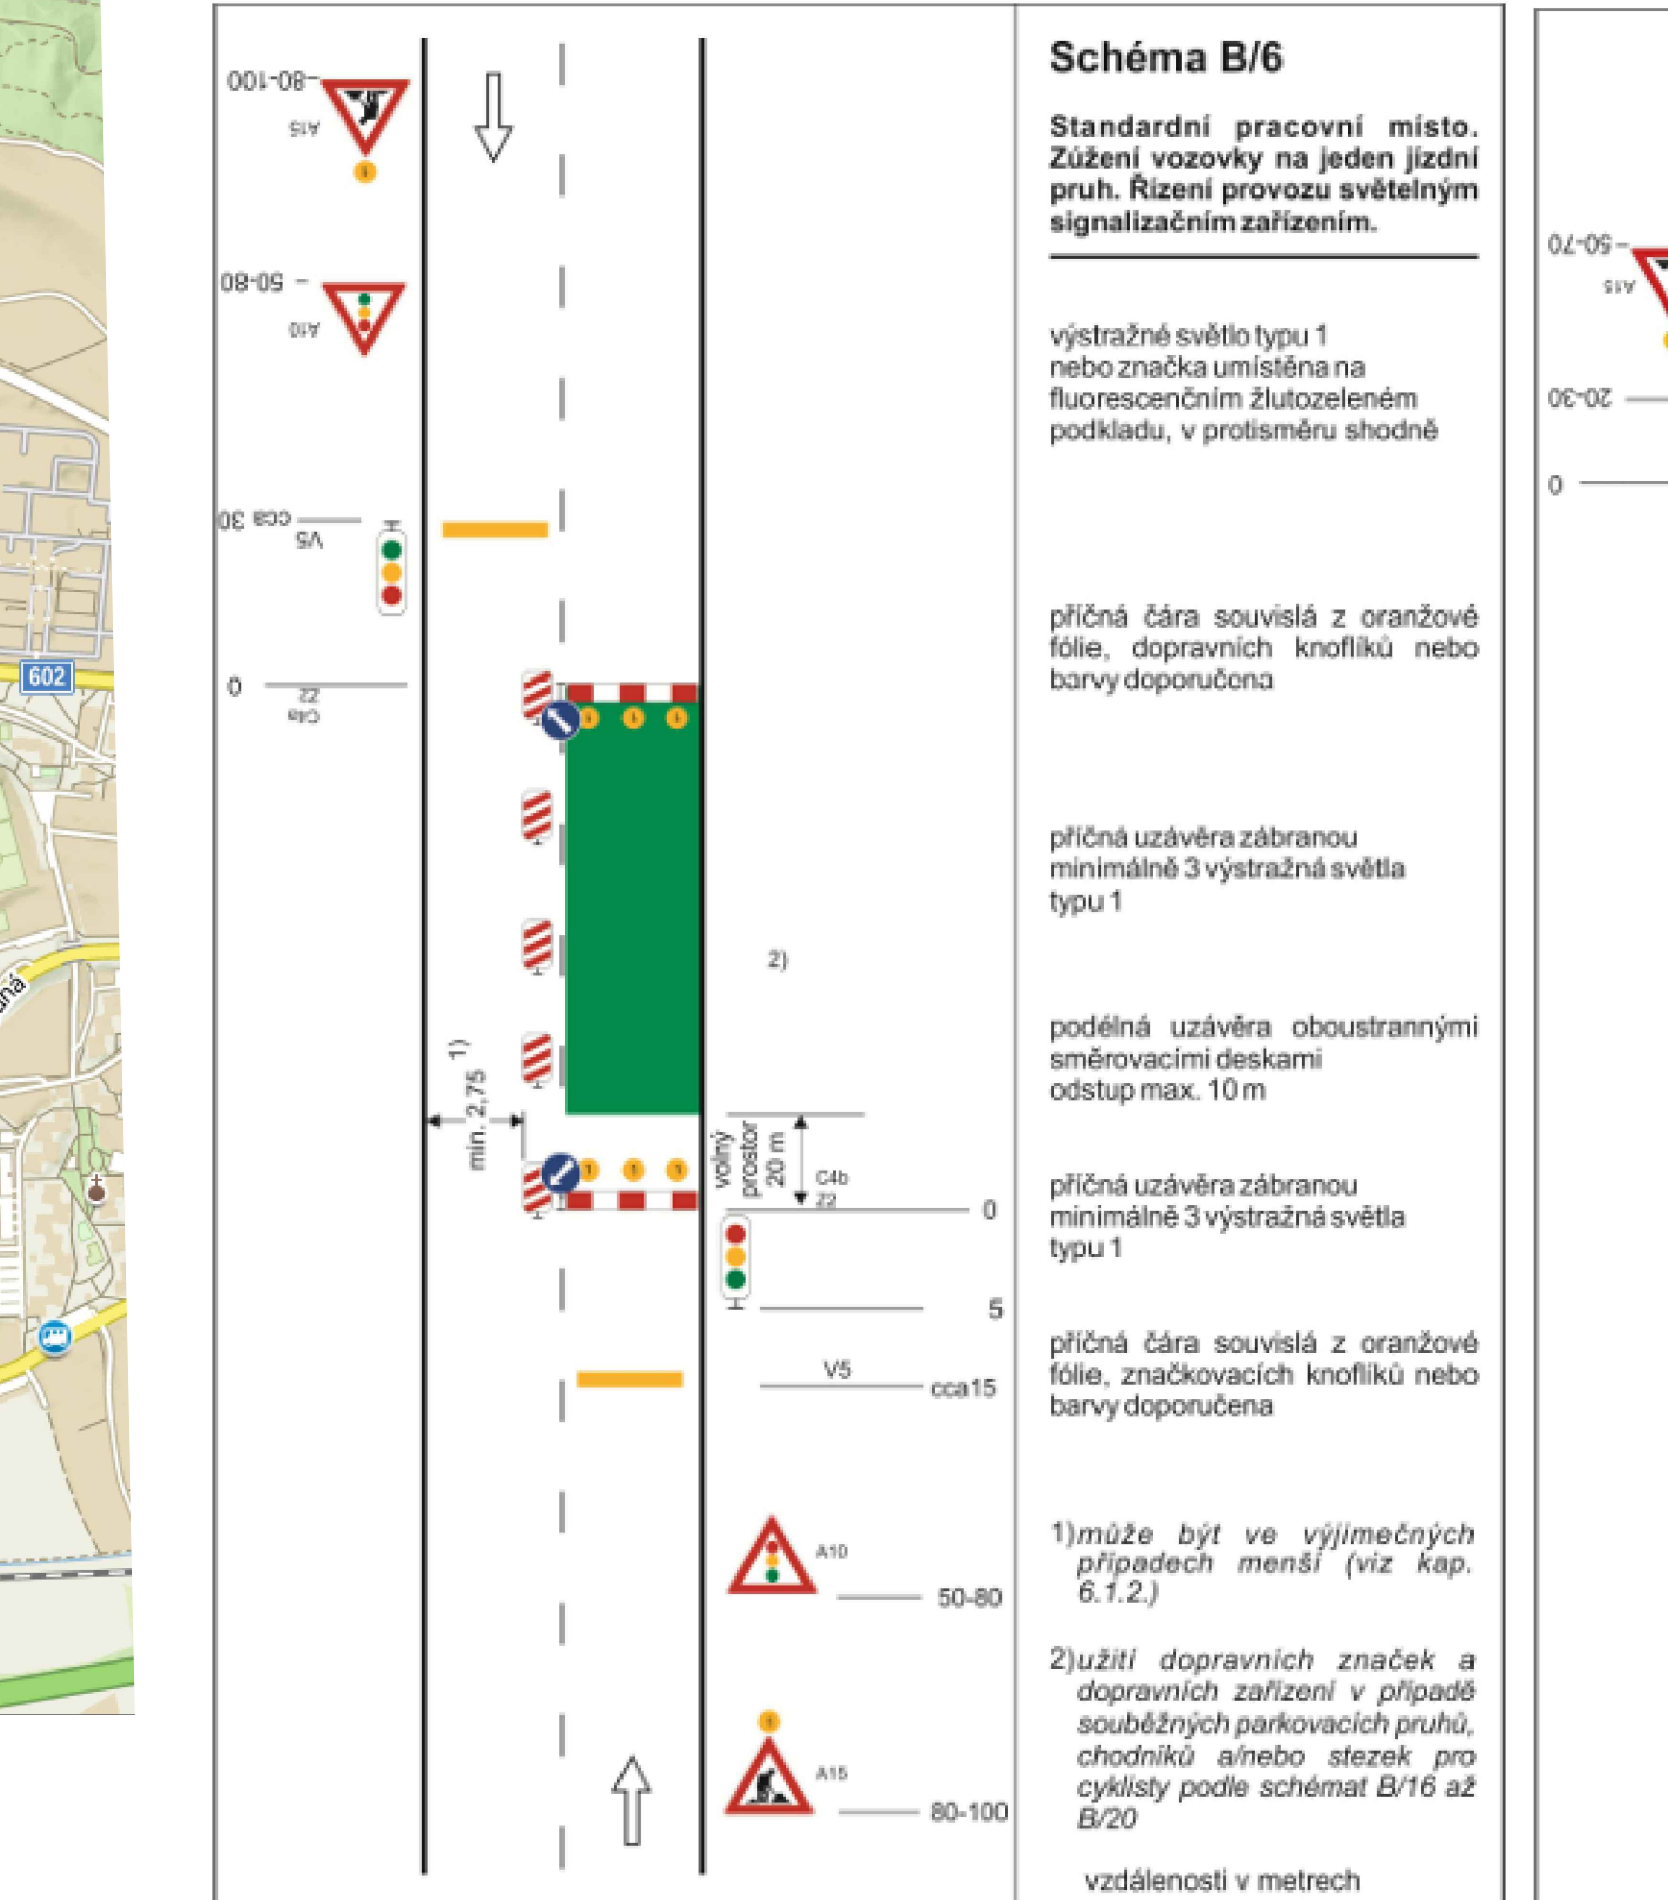 602
Schéma B/6
Standardní pracovní místo.
Zúžení vozovky na jeden jízdní
pruh. Řízení provozu světelným
signalizačním zařízením.
výstražné světlo typu 1
nebo značka umístěna na
fluorescenčním žlutozeleném
podkladu, v protisměru shodně
příčná čára souvislá z oranžové
fólie, dopravních knoflíků nebo
barvy doporučena
příčná uzávěra zábranou
minimálně 3 výstražná světla
typu 1
podélná uzávěra oboustrannými
směrovacími deskami
odstup max. 10 m
příčná uzávěra zábranou
minimálně 3 výstražná světla
typu 1
příčná čára souvislá z oranžové
fólie, značkovacích knoflíků nebo
barvy doporučena
1) může být ve výjimečných
případech menší (viz kap.
6.1.2.)
2) užití dopravních značek a
dopravních zařízení v případě
souběžných parkovacích pruhů,
chodníků a/nebo stezek pro
cyklisty podle schémat B/16 až
B/20
vzdálenosti v metrech
80-100
A15
50-80
A10
cca 30
V5
0
Z2
C4a
2)
min. 2,75 1)
volný
prostor
20 m
C4b
Z2
0
5
V5
cca15
A10
50-80
A15
80-100
50-70
A15
20-30
0